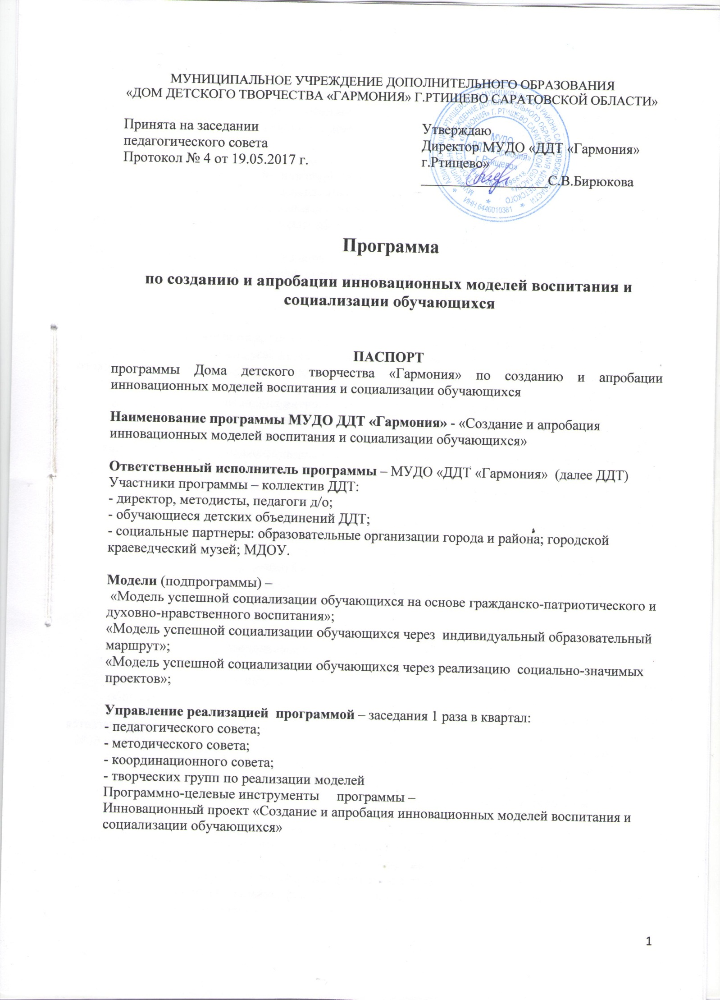 МУНИЦИПАЛЬНОЕ УЧРЕЖДЕНИЕ ДОПОЛНИТЕЛЬНОГО ОБРАЗОВАНИЯ
«ДОМ ДЕТСКОГО ТВОРЧЕСТВА «ГАРМОНИЯ» Г.РТИЩЕВО САРАТОВСКОЙ ОБЛАСТИ»
Принята на заседании
педагогического совета
Протокол № 4 от 19.05.2017 г.
Утверждаю
Директор МУДО «ДДТ «Гармония»
г.Ртищево»
С.В.Бирюкова
МУДО
«ДДТ «Гармония»
г. Ртищево»
ИНН 6446010381
Программа
по созданию и апробации инновационных моделей воспитания и
социализации обучающихся
ПАСПОРТ
программы Дома детского творчества «Гармония» по созданию и апробации
инновационных моделей воспитания и социализации обучающихся
Наименование программы МУДО ДДТ «Гармония» - «Создание и апробация
инновационных моделей воспитания и социализации обучающихся»
Ответственный исполнитель программы – МУДО «ДДТ «Гармония» (далее ДДТ)
Участники программы – коллектив ДДТ:
- директор, методисты, педагоги д/о;
- обучающиеся детских объединений ДДТ;
- социальные партнеры: образовательные организации города и района; городской
краеведческий музей; МДОУ.
Модели (подпрограммы) –
«Модель успешной социализации обучающихся на основе гражданско-патриотического и
духовно-нравственного воспитания»;
«Модель успешной социализации обучающихся через индивидуальный образовательный
маршрут»;
«Модель успешной социализации обучающихся через реализацию социально-значимых
проектов»;
Управление реализацией программой – заседания 1 раза в квартал:
- педагогического совета;
- методического совета;
- координационного совета;
- творческих групп по реализации моделей
Программно-целевые инструменты программы –
Инновационный проект «Создание и апробация инновационных моделей воспитания и
социализации обучающихся»
1